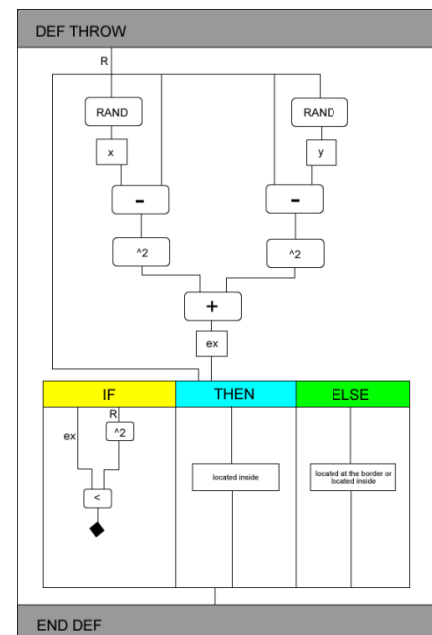 DEF THROW
R
RAND
RAND
x
y
-
-
^2
^2
+
ex
IF
THEN
ELSE
R
ex
^2
<
located inside
located at the border or
bcated inside
END DEF